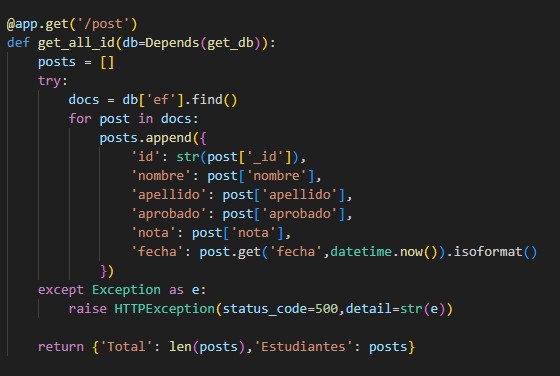 @app.get('/post')
def get_all_id(db=Depends(get_db)):
    posts = []
    try:
        docs = db['ef'].find()
        for post in docs:
            posts.append({
                'id': str(post['_id']),
                'nombre': post['nombre'],
                'apellido': post['apellido'],
                'aprobado': post['aprobado'],
                'nota': post['nota'],
                'fecha': post.get('fecha',datetime.now()).isoformat()
            })
    except Exception as e:
        raise HTTPException(status_code=500,detail=str(e))

    return {'Total': len(posts),'Estudiantes': posts}